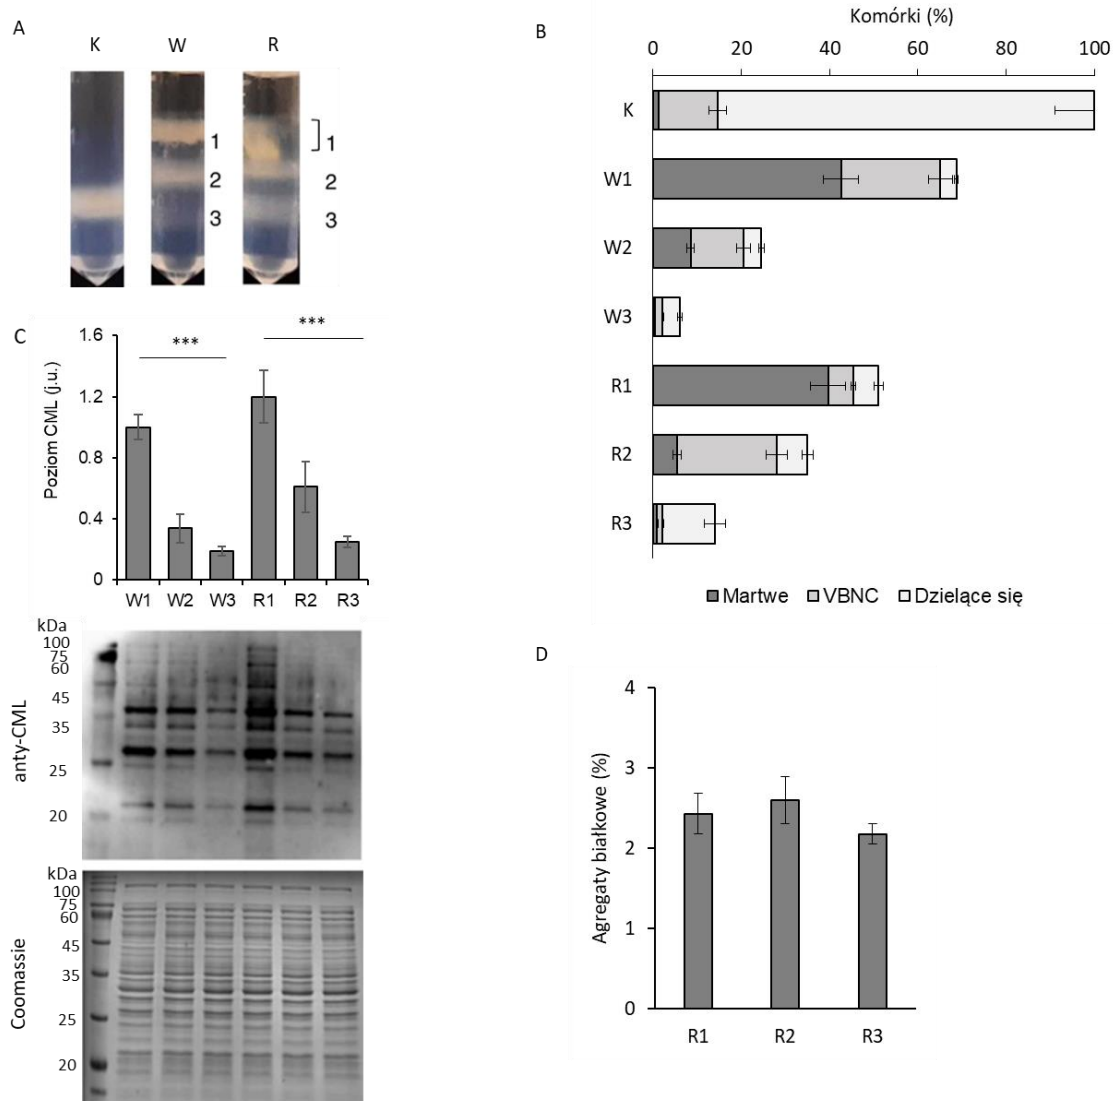 A
K
W
R
1
2
3
1
2
3
B
Komórki (%)
0
20
40
60
80
100
K
W1
W2
W3
R1
R2
R3
Martwe
VBNC
Dzielące się
C
Poziom CML (j.u.)
1.6
1.2
0.8
0.4
0
***
***
W1
W2
W3
R1
R2
R3
kDa
100
75
60
45
35
25
20
anty-CML
kDa
100
75
60
45
35
25
20
Coomassie
D
Agregaty białkowe (%)
4
3
2
1
0
R1
R2
R3